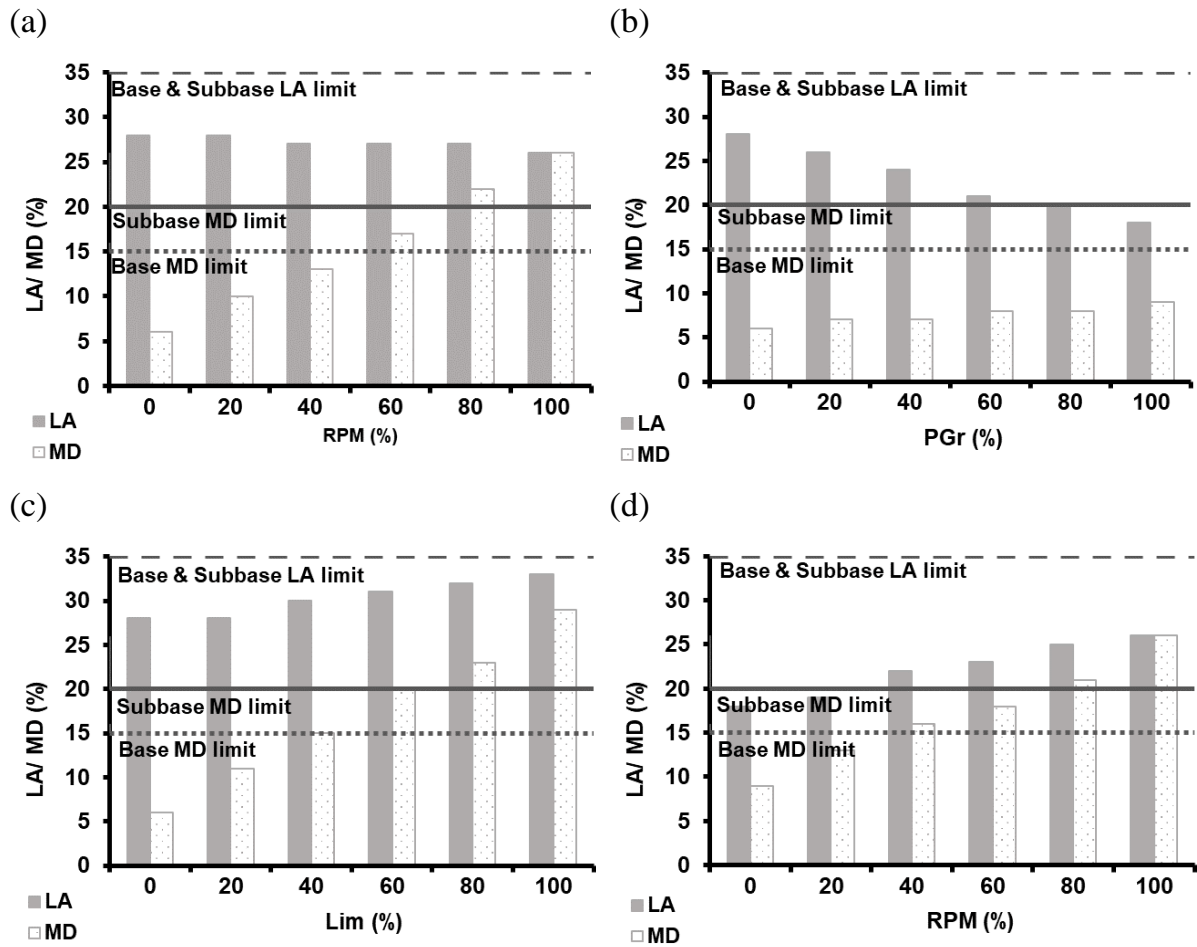 (a)
35
Base & Subbase LA limit
30
25
20
Subbase MD limit
15
Base MD limit
10
5
0
LA/ MD (%)
0 20 40 60 80 100
LA
RPM (%)
MD
(b)
35
Base & Subbase LA limit
30
25
20
Subbase MD limit
15
Base MD limit
10
5
0
LA/ MD (%)
0 20 40 60 80 100
LA
PGr (%)
MD
(c)
35
Base & Subbase LA limit
30
25
20
Subbase MD limit
15
Base MD limit
10
5
0
LA/ MD (%)
0 20 40 60 80 100
LA
Lim (%)
MD
(d)
35
Base & Subbase LA limit
30
25
20
Subbase MD limit
15
Base MD limit
10
5
0
LA/ MD (%)
0 20 40 60 80 100
LA
RPM (%)
MD